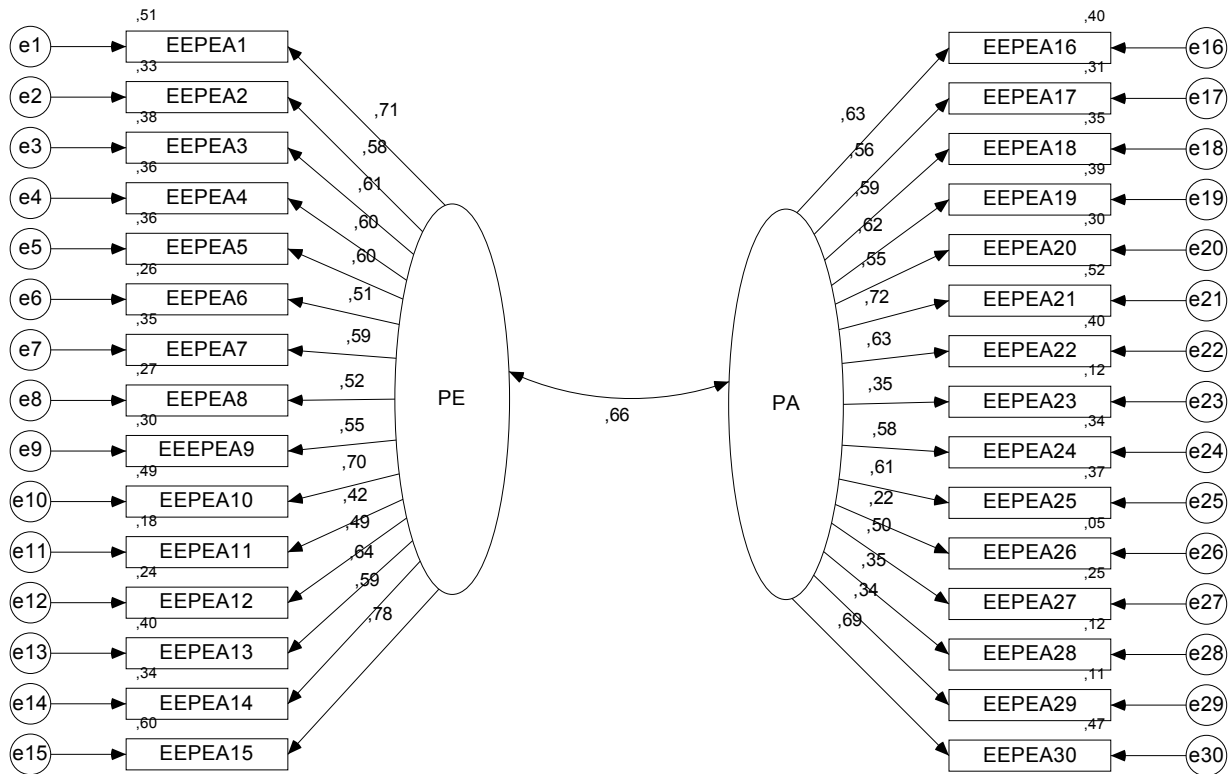 ,51
e1 EEPEA1
,33
e2 EEPEA2
,38
e3 EEPEA3
,36
e4 EEPEA4
,36
e5 EEPEA5
,26
e6 EEPEA6
,35
e7 EEPEA7
,27
e8 EEPEA8
,30
e9 EEEPEA9
,49
e10 EEPEA10
,18
e11 EEPEA11
,24
e12 EEPEA12
,40
e13 EEPEA13
,34
e14 EEPEA14
,60
e15 EEPEA15
,71
,58
,61
,60
,60
,51
,59
,52
,55
,70
,42
,49
,64
,59
,78
PE
,66
PA
,63
,56
,59
,62
,55
,72
,63
,35
,58
,61
,22
,50
,35
,34
,69
,40
EEPEA16 e16
,31
EEPEA17 e17
,35
EEPEA18 e18
,39
EEPEA19 e19
,30
EEPEA20 e20
,52
EEPEA21 e21
,40
EEPEA22 e22
,12
EEPEA23 e23
,34
EEPEA24 e24
,37
EEPEA25 e25
,05
EEPEA26 e26
,25
EEPEA27 e27
,12
EEPEA28 e28
,11
EEPEA29 e29
,47
EEPEA30 e30